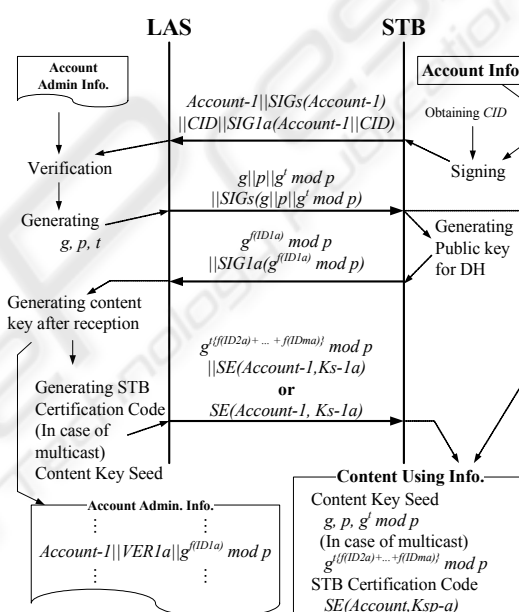 LAS STB
Account
Admin Info.
Account Info
Account-1||SIGs(Account-1)
||CID||SIG1a(Account-1||CID)
Obtaining CID
Verification
Signing
Generating
g, p, t
g||p||g^t mod p
||SIGs(g||p||g^t mod p)
Generating
Public key
for DH
g^f(ID1a) mod p
||SIG1a(g^f(ID1a) mod p)
Generating content
key after reception
g^t{f(ID2a)+ ... + f(IDma)} mod p
||SE(Account-1,Ks-1a)
or
SE(Account-1, Ks-1a)
Generating STB
Certification Code
(In case of
multicast)
Content Key Seed
Account Admin. Info.
⋮ ⋮
Account-1||VER1a||g^f(ID1a) mod p
⋮ ⋮
Content Using Info.
Content Key Seed
g, p, g^t mod p
(In case of multicast)
g^t{f(ID2a)+...+f(IDma)} mod p
STB Certification Code
SE(Account,Ksp-a)